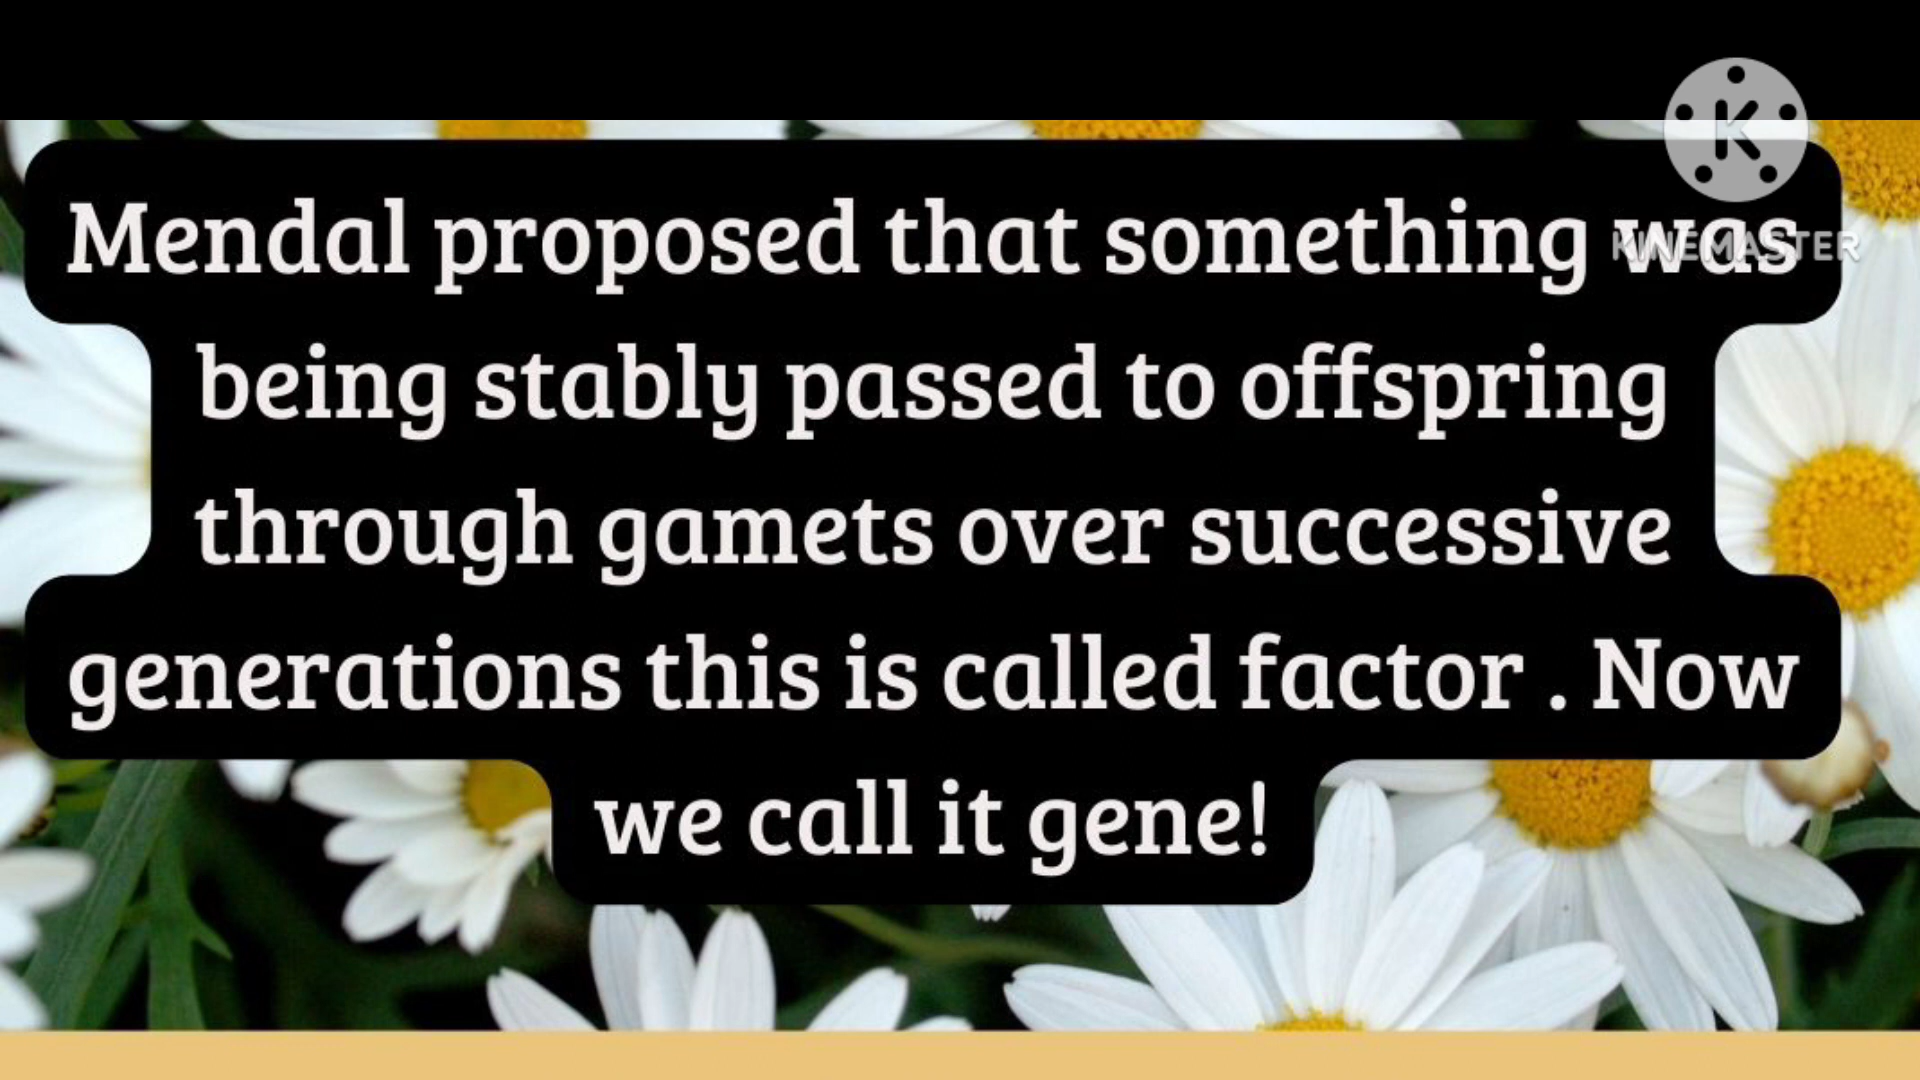 K
KINEMASTER
Mendal proposed that something was
being stably passed to offspring
through gamets over successive
generations this is called factor . Now
we call it gene!